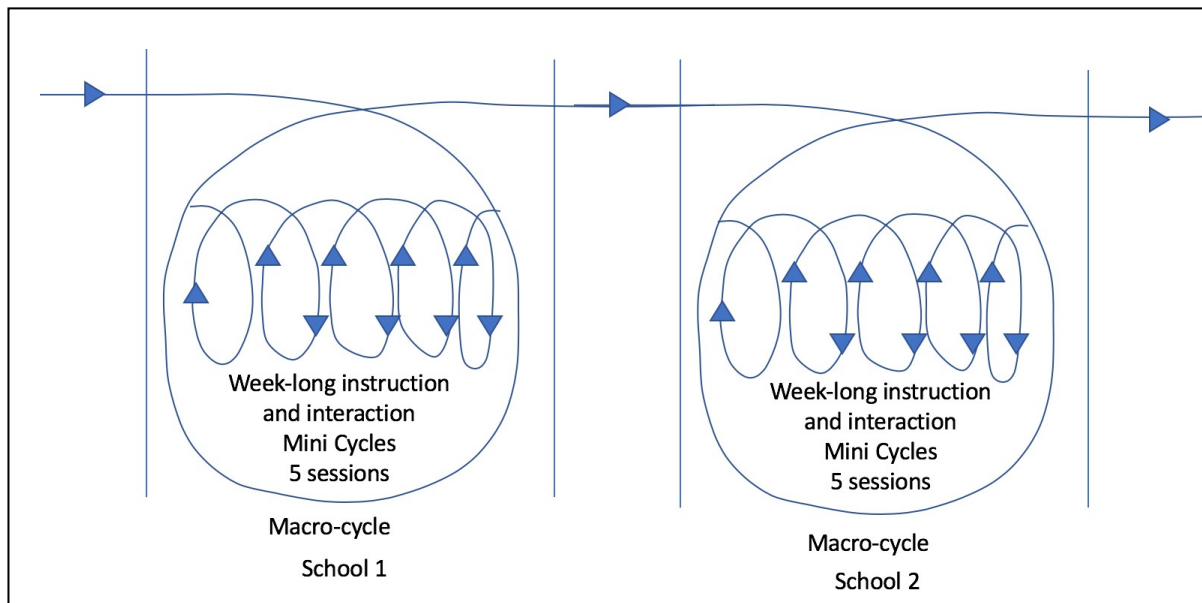 Week-long instruction
and interaction
Mini Cycles
5 sessions
Macro-cycle
School 1
Week-long instruction
and interaction
Mini Cycles
5 sessions
Macro-cycle
School 2